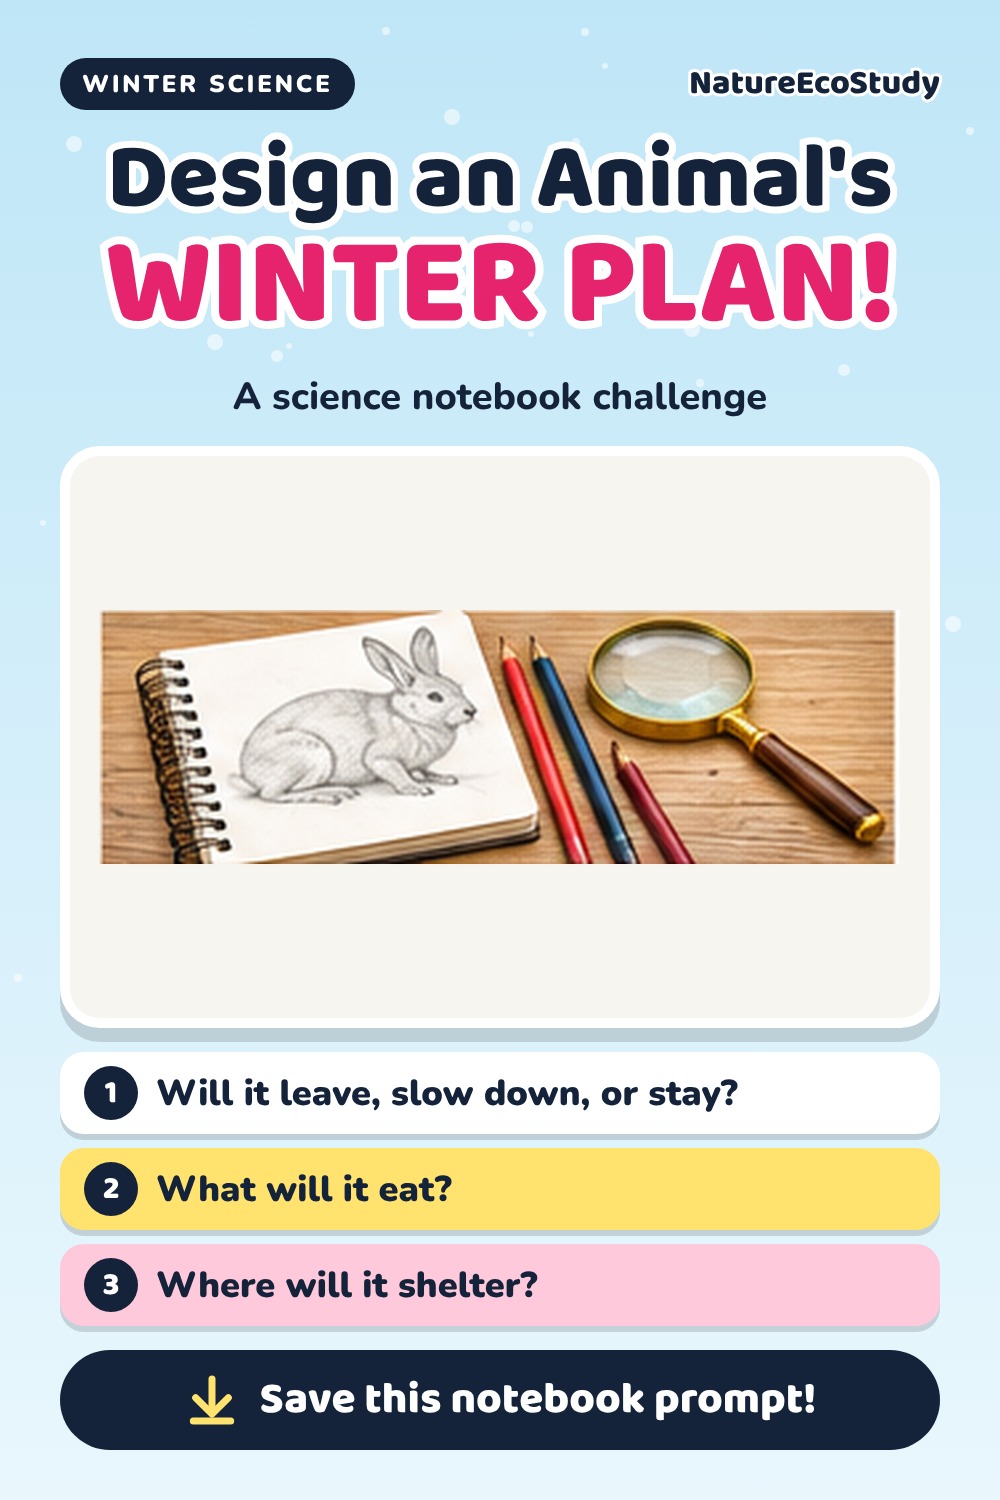 WINTER SCIENCE
NatureEcoStudy
Design an Animal's
WINTER PLAN!
A science notebook challenge
1 Will it leave, slow down, or stay?
2 What will it eat?
3 Where will it shelter?
Save this notebook prompt!